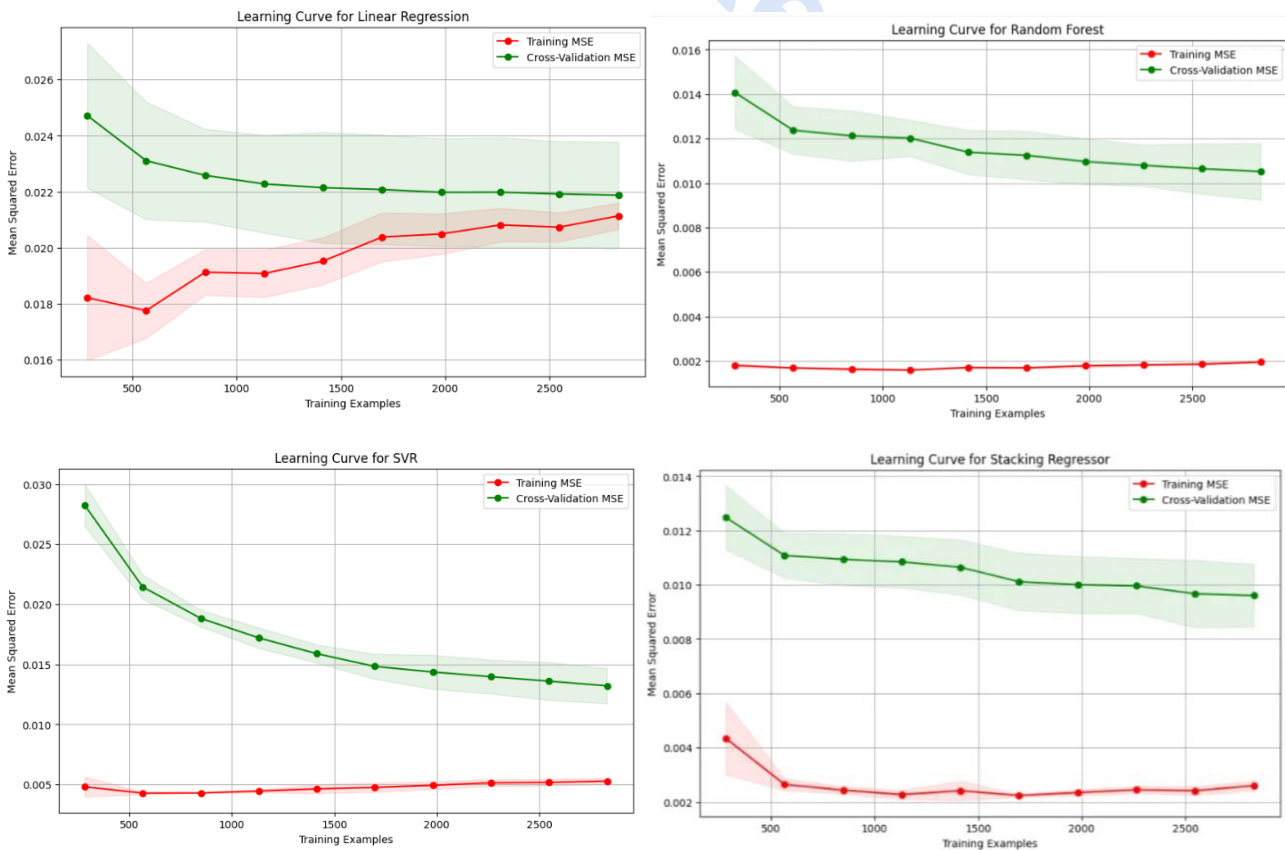 Learning Curve for Linear Regression
Training MSE
Cross-Validation MSE
0.026
0.024
0.022
0.020
0.018
0.016
Mean Squared Error
500
1000
1500
2000
2500
Training Examples
Learning Curve for Random Forest
Training MSE
Cross-Validation MSE
0.016
0.014
0.012
0.010
0.008
0.006
0.004
0.002
Mean Squared Error
500
1000
1500
2000
2500
Training Examples
Learning Curve for SVR
Training MSE
Cross-Validation MSE
0.030
0.025
0.020
0.015
0.010
0.005
Mean Squared Error
500
1000
1500
2000
2500
Training Examples
Learning Curve for Stacking Regressor
Training MSE
Cross-Validation MSE
0.014
0.012
0.010
0.008
0.006
0.004
0.002
Mean Squared Error
500
1000
1500
2000
2500
Training Examples